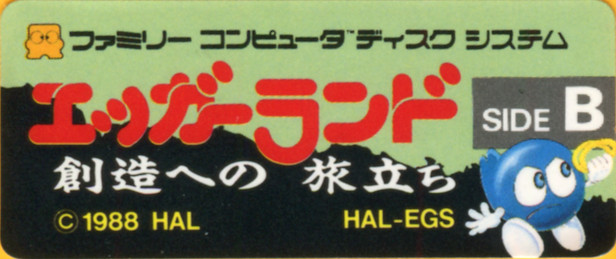 ファミリー コンピュータ™ ディスク システム
エッガーランド
SIDE B
創造への 旅立ち
© 1988 HAL
HAL-EGS